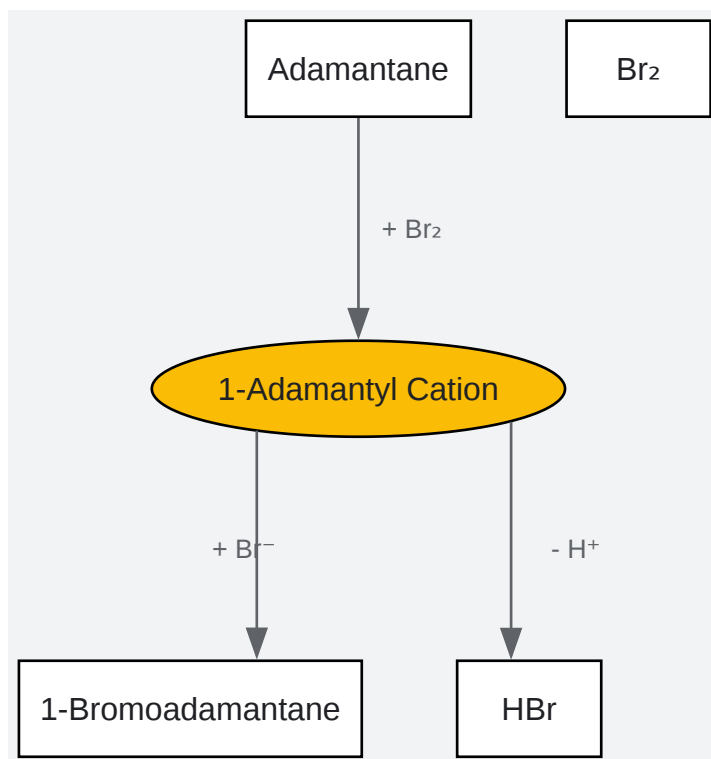 Adamantane
Br₂
+ Br₂
1-Adamantyl Cation
+ Br⁻
- H⁺
1-Bromoadamantane
HBr